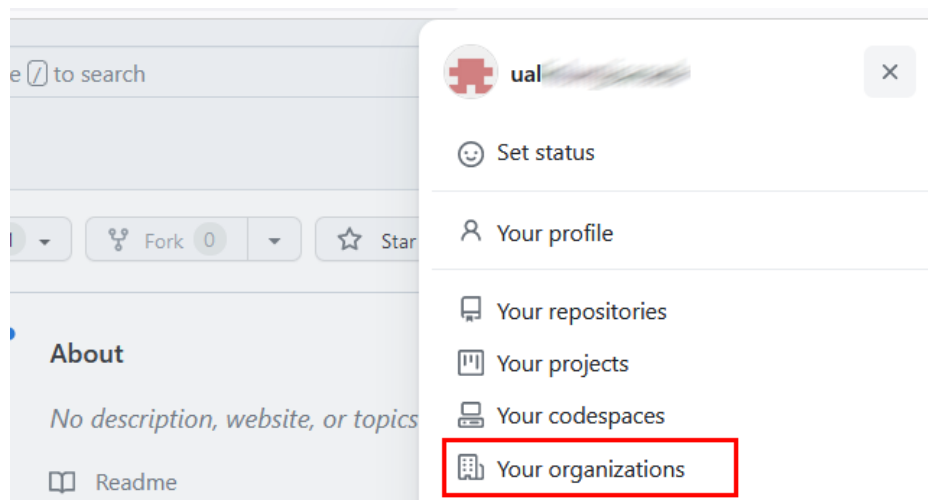 e / to search
ual
Set status
Your profile
Fork 0
Star
Your repositories
About
Your projects
No description, website, or topics
Your codespaces
Your organizations
Readme